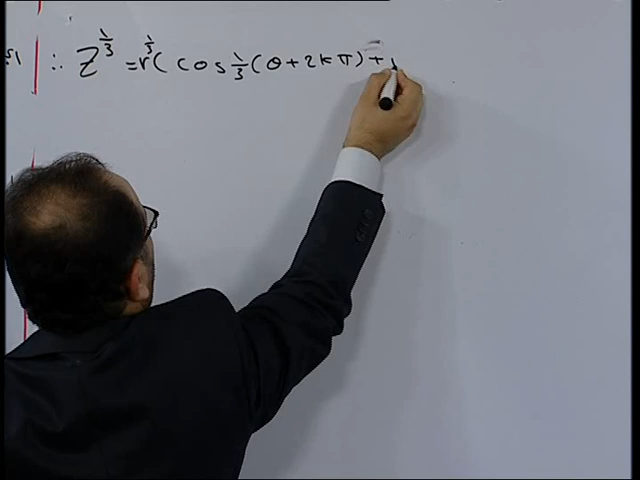 ∴ Z^{1/3} = r^{1/3} ( cos 1/3 (θ + 2kπ) +